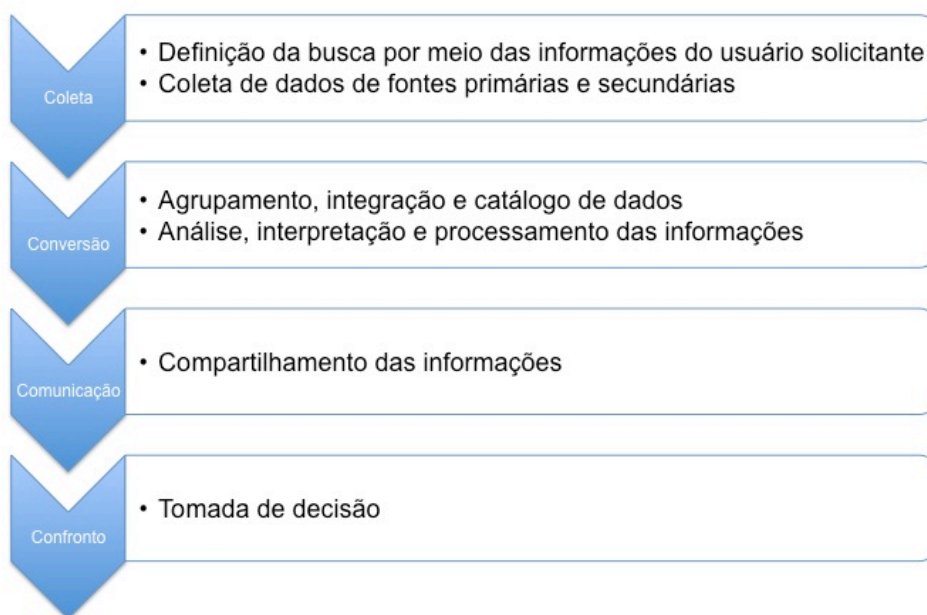 Coleta
• Definição da busca por meio das informações do usuário solicitante
• Coleta de dados de fontes primárias e secundárias
Conversão
• Agrupamento, integração e catálogo de dados
• Análise, interpretação e processamento das informações
Comunicação
• Compartilhamento das informações
Confronto
• Tomada de decisão